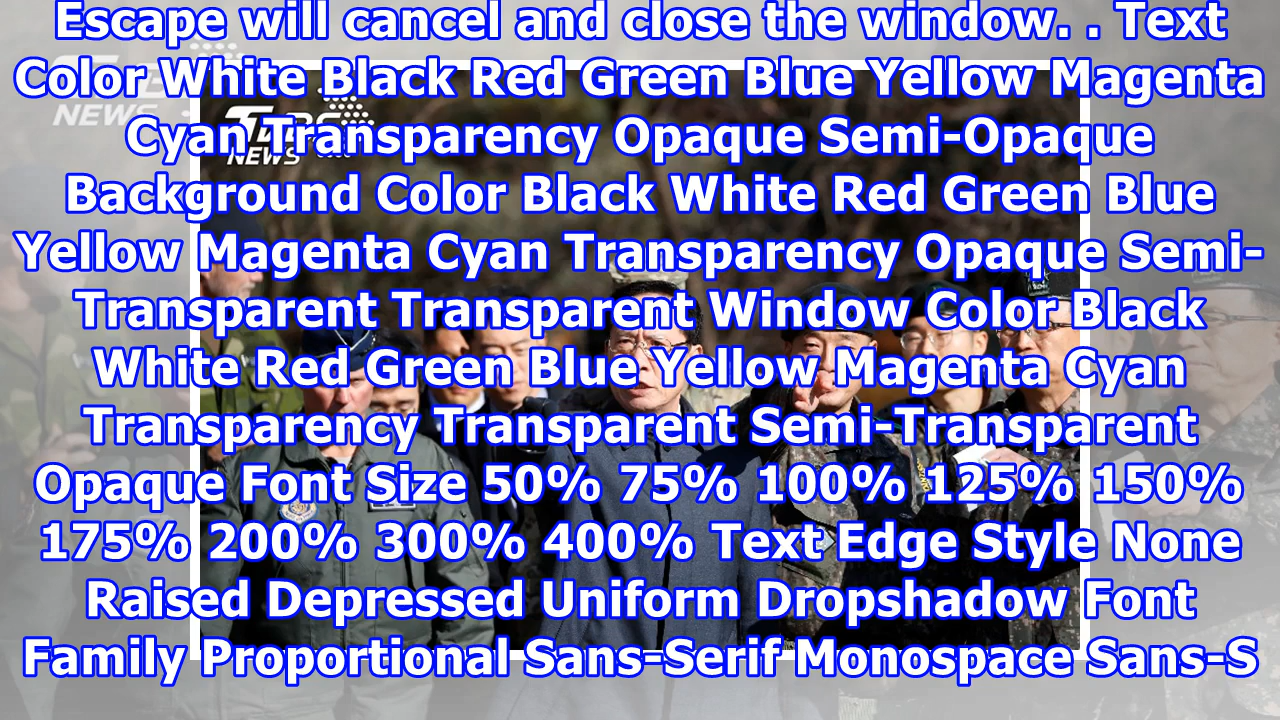 Escape will cancel and close the window. . Text
Color White Black Red Green Blue Yellow Magenta
Cyan Transparency Opaque Semi-Opaque
Background Color Black White Red Green Blue
Yellow Magenta Cyan Transparency Opaque Semi-
Transparent Transparent Window Color Black
White Red Green Blue Yellow Magenta Cyan
Transparency Transparent Semi-Transparent
Opaque Font Size 50% 75% 100% 125% 150%
175% 200% 300% 400% Text Edge Style None
Raised Depressed Uniform Dropshadow Font
Family Proportional Sans-Serif Monospace Sans-S
NEWS
NEWS